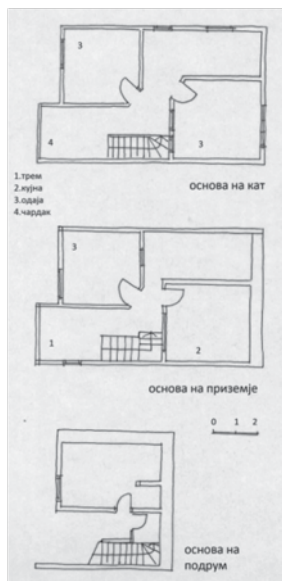 3
4
3
1.трем
2.кујна
3.одаја
4.чардак
основа на кат
3
1
2
основа на приземје
0 1 2
основа на
подрум